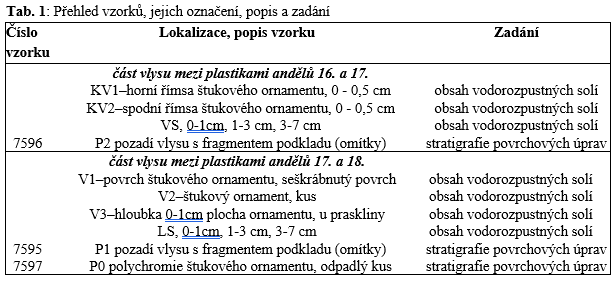 Tab. 1: Přehled vzorků, jejich označení, popis a zadání
Číslo vzorku Lokalizace, popis vzorku Zadání
část vlysu mezi plastikami andělů 16. a 17.
KV1–horní římsa štukového ornamentu, 0 - 0,5 cm obsah vodorozpustných solí
KV2–spodní římsa štukového ornamentu, 0 - 0,5 cm obsah vodorozpustných solí
VS, 0-1cm, 1-3 cm, 3-7 cm obsah vodorozpustných solí
7596 P2 pozadí vlysu s fragmentem podkladu (omítky) stratigrafie povrchových úprav
část vlysu mezi plastikami andělů 17. a 18.
V1–povrch štukového ornamentu, seškrábnutý povrch obsah vodorozpustných solí
V2–štukový ornament, kus obsah vodorozpustných solí
V3–hloubka 0-1cm plocha ornamentu, u praskliny obsah vodorozpustných solí
LS, 0-1cm, 1-3 cm, 3-7 cm obsah vodorozpustných solí
7595 P1 pozadí vlysu s fragmentem podkladu (omítky) stratigrafie povrchových úprav
7597 P0 polychromie štukového ornamentu, odpadlý kus stratigrafie povrchových úprav